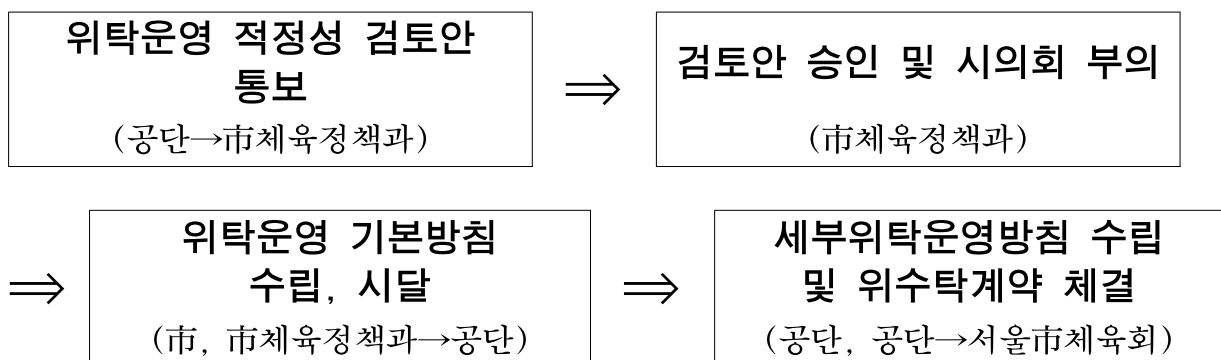 위탁운영 적정성 검토안
통보
(공단→市체육정책과)
⇒
검토안 승인 및 시의회 부의
(市체육정책과)
⇒
위탁운영 기본방침
수립, 시달
(市, 市체육정책과→공단)
⇒
세부위탁운영방침 수립
및 위수탁계약 체결
(공단, 공단→서울市체육회)